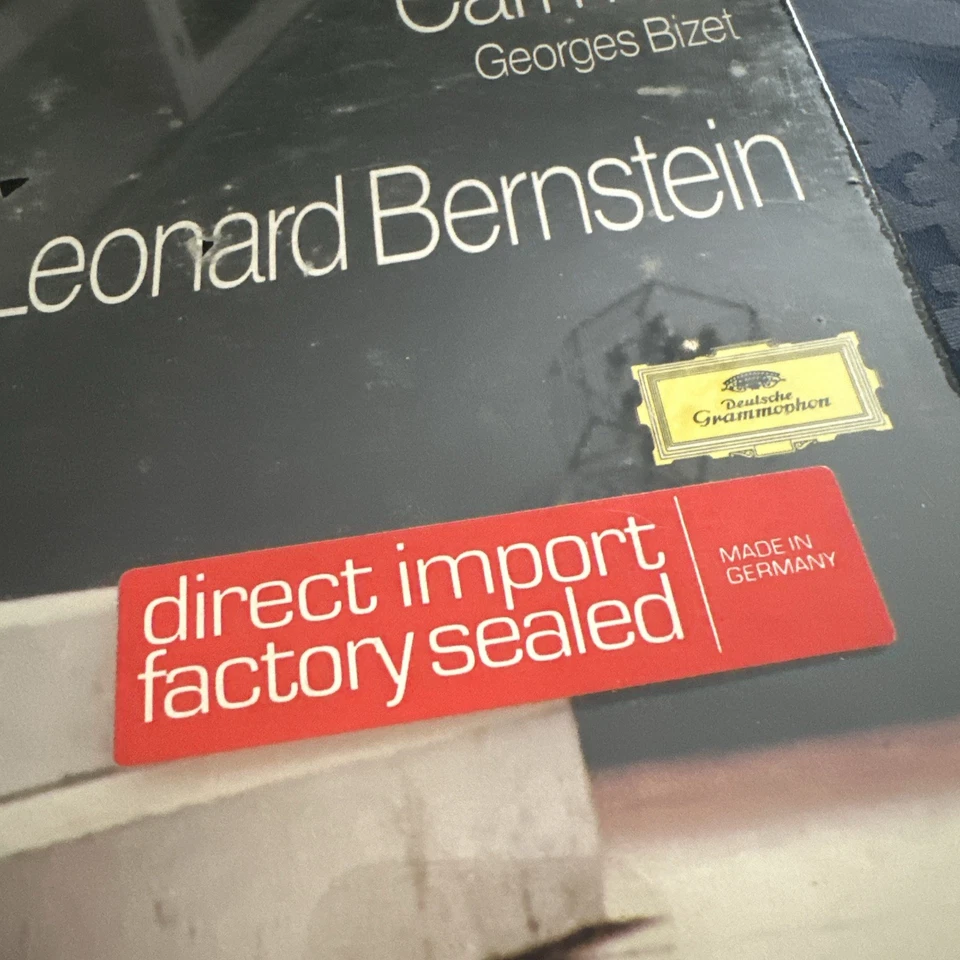 Georges Bizet
Leonard Bernstein
Deutsche
Grammophon
direct import
factory sealed
MADE IN
GERMANY